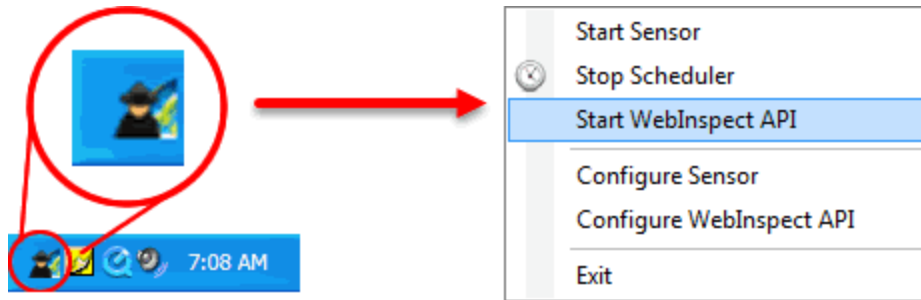 7:08 AM
Start Sensor
Stop Scheduler
Start WebInspect API
Configure Sensor
Configure WebInspect API
Exit